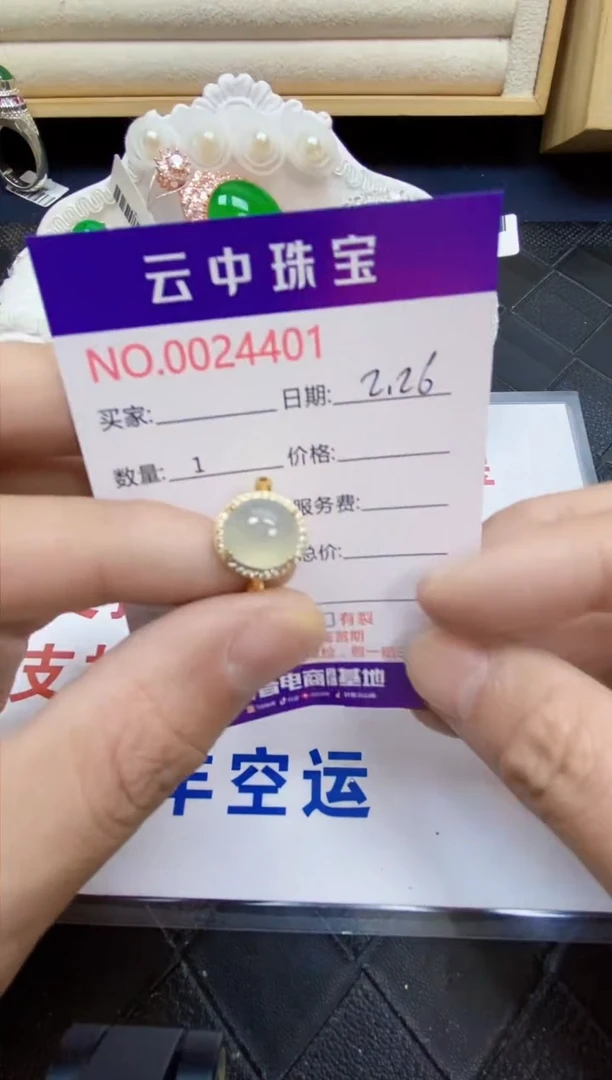 云中珠宝
NO.0024401
买家: 日期: 2.26
数量: 1 价格:
服务费:
总价:
有裂
电商 基地
支
空运